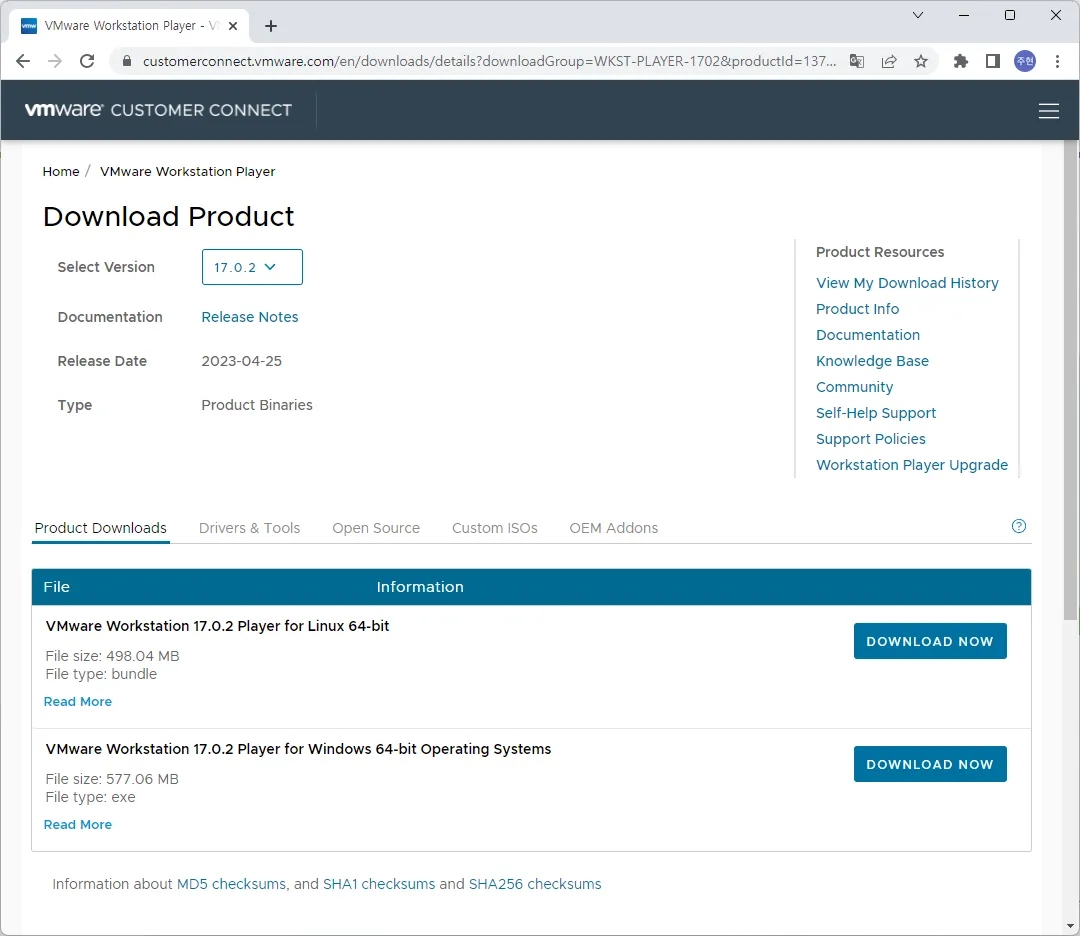 vmw VMware Workstation Player - V
customerconnect.vmware.com/en/downloads/details?downloadGroup=WKST-PLAYER-1702&productId=137...
주현
vmware CUSTOMER CONNECT
Home / VMware Workstation Player
Download Product
Select Version 17.0.2
Documentation Release Notes
Release Date 2023-04-25
Type Product Binaries
Product Resources
View My Download History
Product Info
Documentation
Knowledge Base
Community
Self-Help Support
Support Policies
Workstation Player Upgrade
Product Downloads Drivers & Tools Open Source Custom ISOs OEM Addons ?
File Information
VMware Workstation 17.0.2 Player for Linux 64-bit
File size: 498.04 MB
File type: bundle
Read More
DOWNLOAD NOW
VMware Workstation 17.0.2 Player for Windows 64-bit Operating Systems
File size: 577.06 MB
File type: exe
Read More
DOWNLOAD NOW
Information about MD5 checksums, and SHA1 checksums and SHA256 checksums